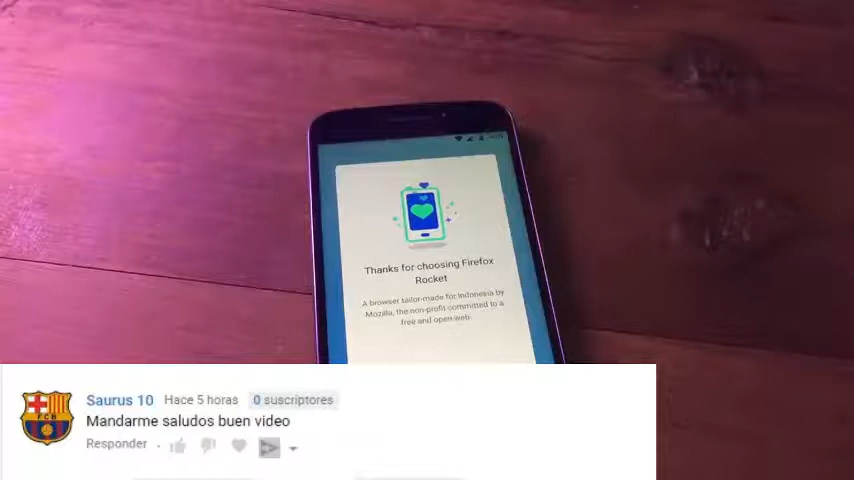 Thanks for choosing Firefox
Rocket
A browser tailor-made for Indonesia by
Mozilla, the non-profit committed to a
free and open web.
Saurus 10 Hace 5 horas 0 suscriptores
Mandarme saludos buen video
Responder
FCB